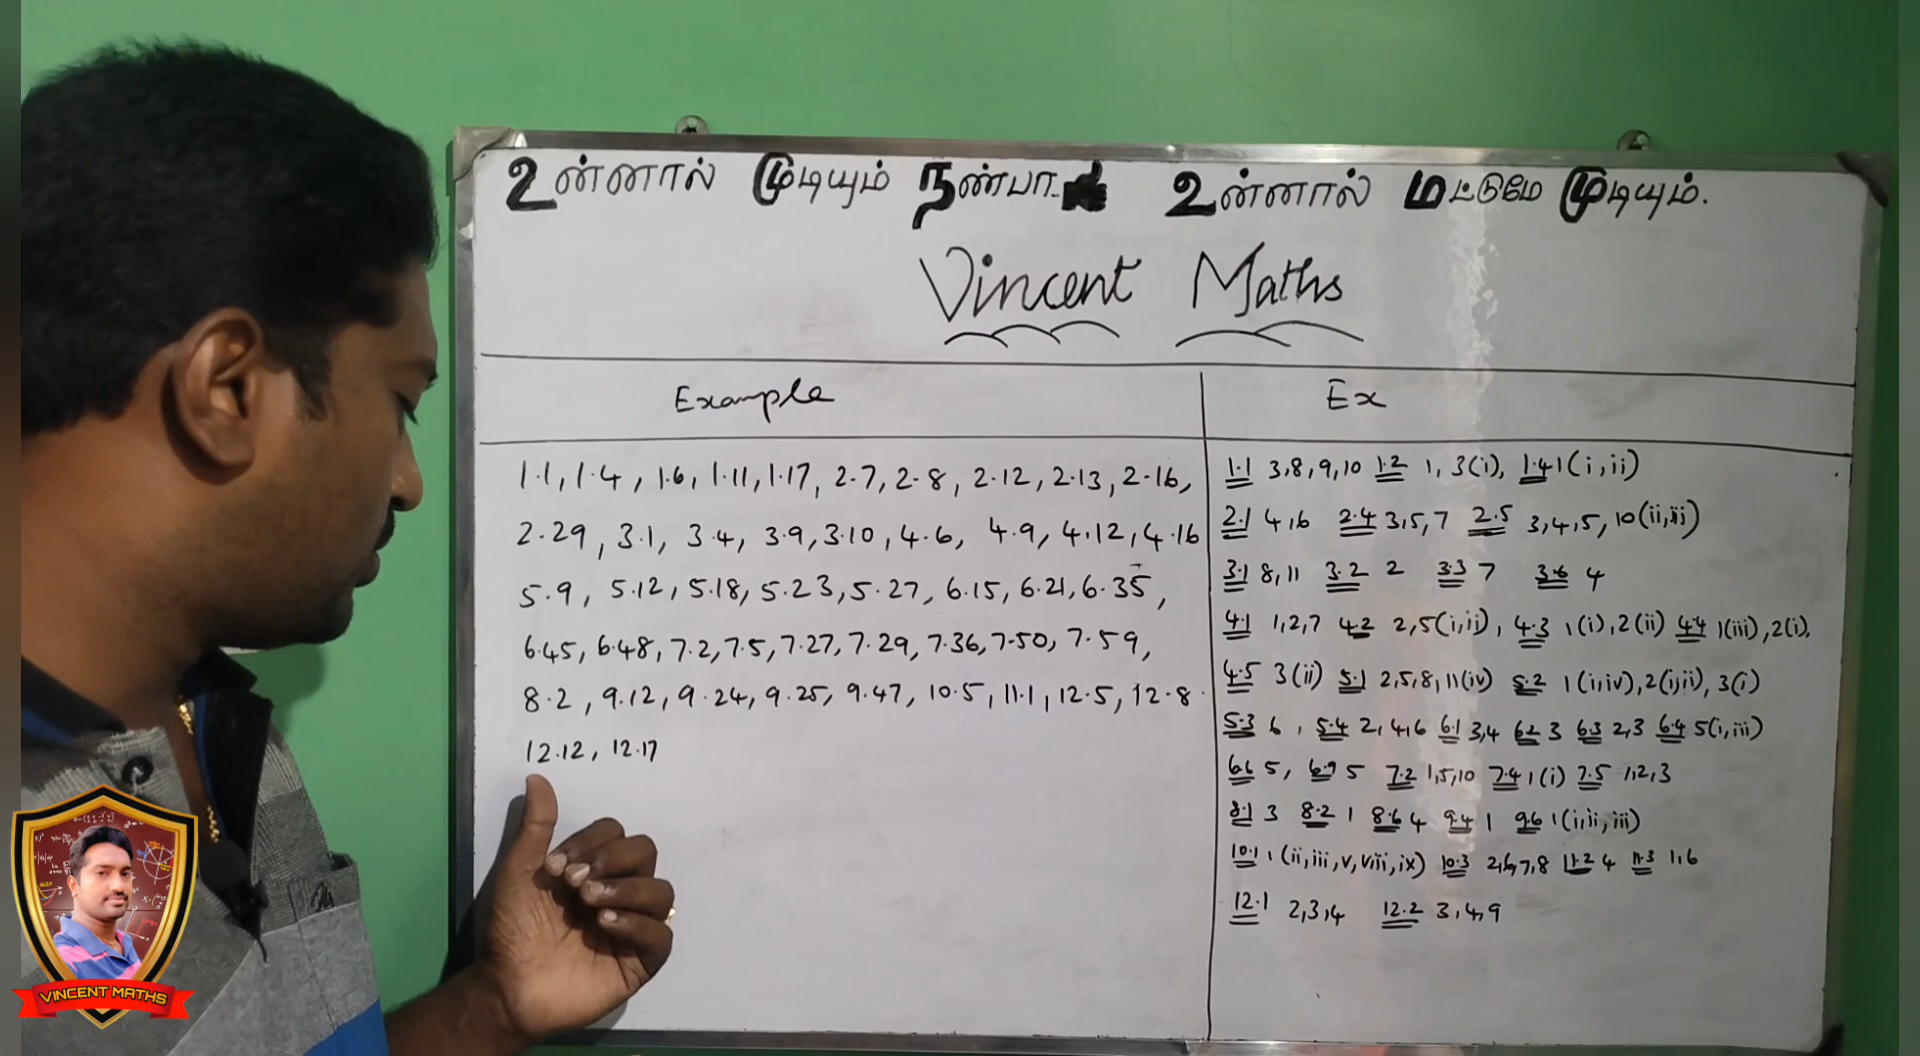 உன்னால் முடியும் நண்பா.. உன்னால் மட்டுமே முடியும்.
Vincent Maths
Example
1.1, 1.4, 1.6, 1.11, 1.17, 2.7, 2.8, 2.12, 2.13, 2.16,
2.29, 3.1, 3.4, 3.9, 3.10, 4.6, 4.9, 4.12, 4.16
5.9, 5.12, 5.18, 5.23, 5.27, 6.15, 6.21, 6.35,
6.45, 6.48, 7.2, 7.5, 7.27, 7.29, 7.36, 7.50, 7.59,
8.2, 9.12, 9.24, 9.25, 9.47, 10.5, 11.1, 12.5, 12.8.
12.12, 12.17
Ex
1.1 3,8,9,10 1.2 1, 3(i), 1.4 1(i,ii)
2.1 4,6 2.4 3,5,7 2.5 3,4,5,10(ii,iii)
3.1 8,11 3.2 2 3.3 7 3.6 4
4.1 1,2,7 4.2 2,5(i,ii), 4.3 1(i),2(ii) 4.4 1(iii),2(i).
4.5 3(ii) 5.1 2,5,8,11(iv) 5.2 1(i,iv),2(i,ii), 3(i)
5.3 6, 5.4 2,4,6 6.1 3,4 6.2 3 6.3 2,3 6.4 5(i,iii)
6.6 5, 6.9 5 7.2 1,5,10 7.4 1(i) 7.5 1,2,3
8.1 3 8.2 1 8.6 4 9.4 1 9.6 1(i,ii,iii)
10.1 1(ii,iii,v,viii,ix) 10.3 2,6,7,8 11.2 4 11.3 1,6
12.1 2,3,4 12.2 3,4,9
VINCENT MATHS